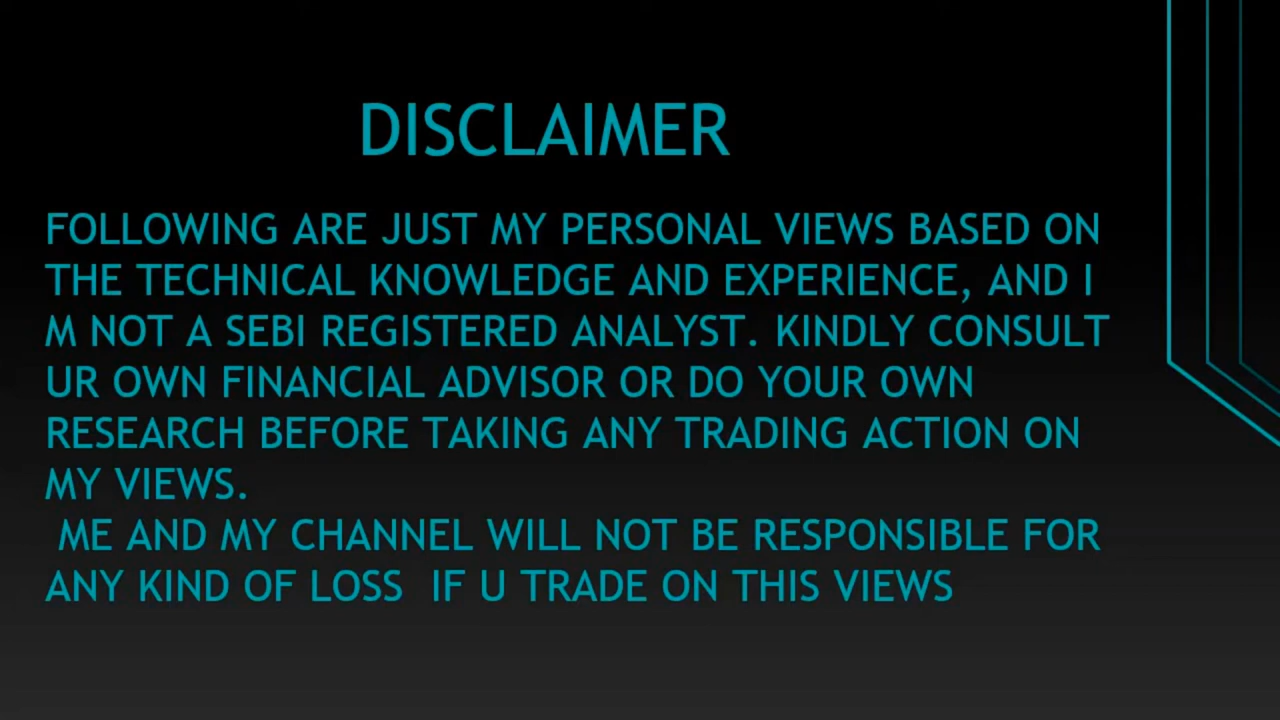 DISCLAIMER
FOLLOWING ARE JUST MY PERSONAL VIEWS BASED ON
THE TECHNICAL KNOWLEDGE AND EXPERIENCE, AND I
M NOT A SEBI REGISTERED ANALYST. KINDLY CONSULT
UR OWN FINANCIAL ADVISOR OR DO YOUR OWN
RESEARCH BEFORE TAKING ANY TRADING ACTION ON
MY VIEWS.
ME AND MY CHANNEL WILL NOT BE RESPONSIBLE FOR
ANY KIND OF LOSS  IF U TRADE ON THIS VIEWS